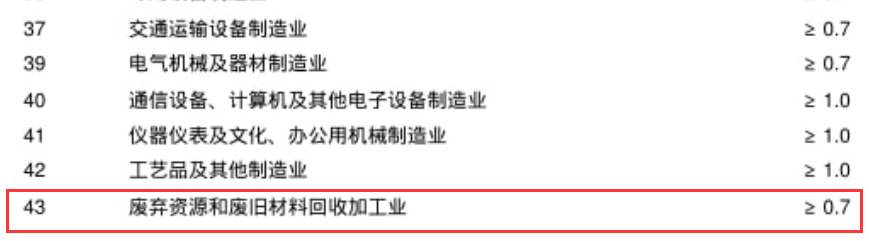 37 交通运输设备制造业 ≥ 0.7
39 电气机械及器材制造业 ≥ 0.7
40 通信设备、计算机及其他电子设备制造业 ≥ 1.0
41 仪器仪表及文化、办公用机械制造业 ≥ 1.0
42 工艺品及其他制造业 ≥ 1.0
43 废弃资源和废旧材料回收加工业 ≥ 0.7